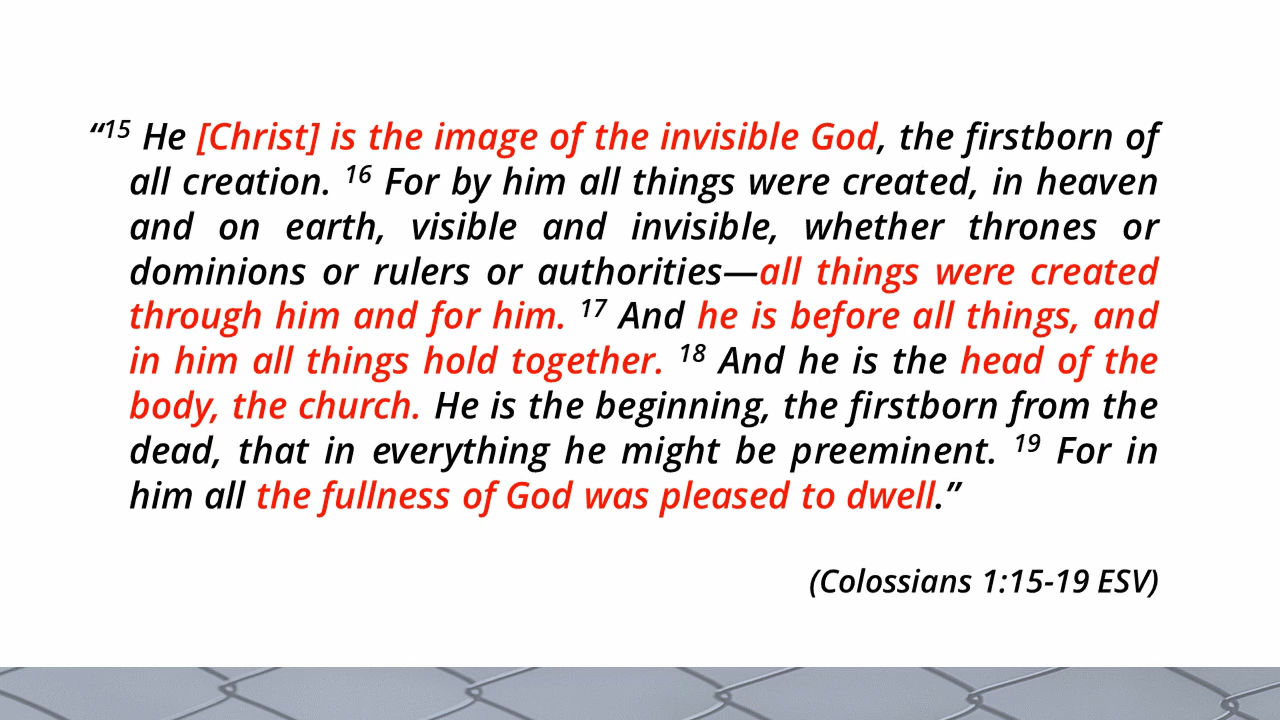 “15 He [Christ] is the image of the invisible God, the firstborn of
all creation. 16 For by him all things were created, in heaven
and on earth, visible and invisible, whether thrones or
dominions or rulers or authorities—all things were created
through him and for him. 17 And he is before all things, and
in him all things hold together. 18 And he is the head of the
body, the church. He is the beginning, the firstborn from the
dead, that in everything he might be preeminent. 19 For in
him all the fullness of God was pleased to dwell.”
(Colossians 1:15-19 ESV)